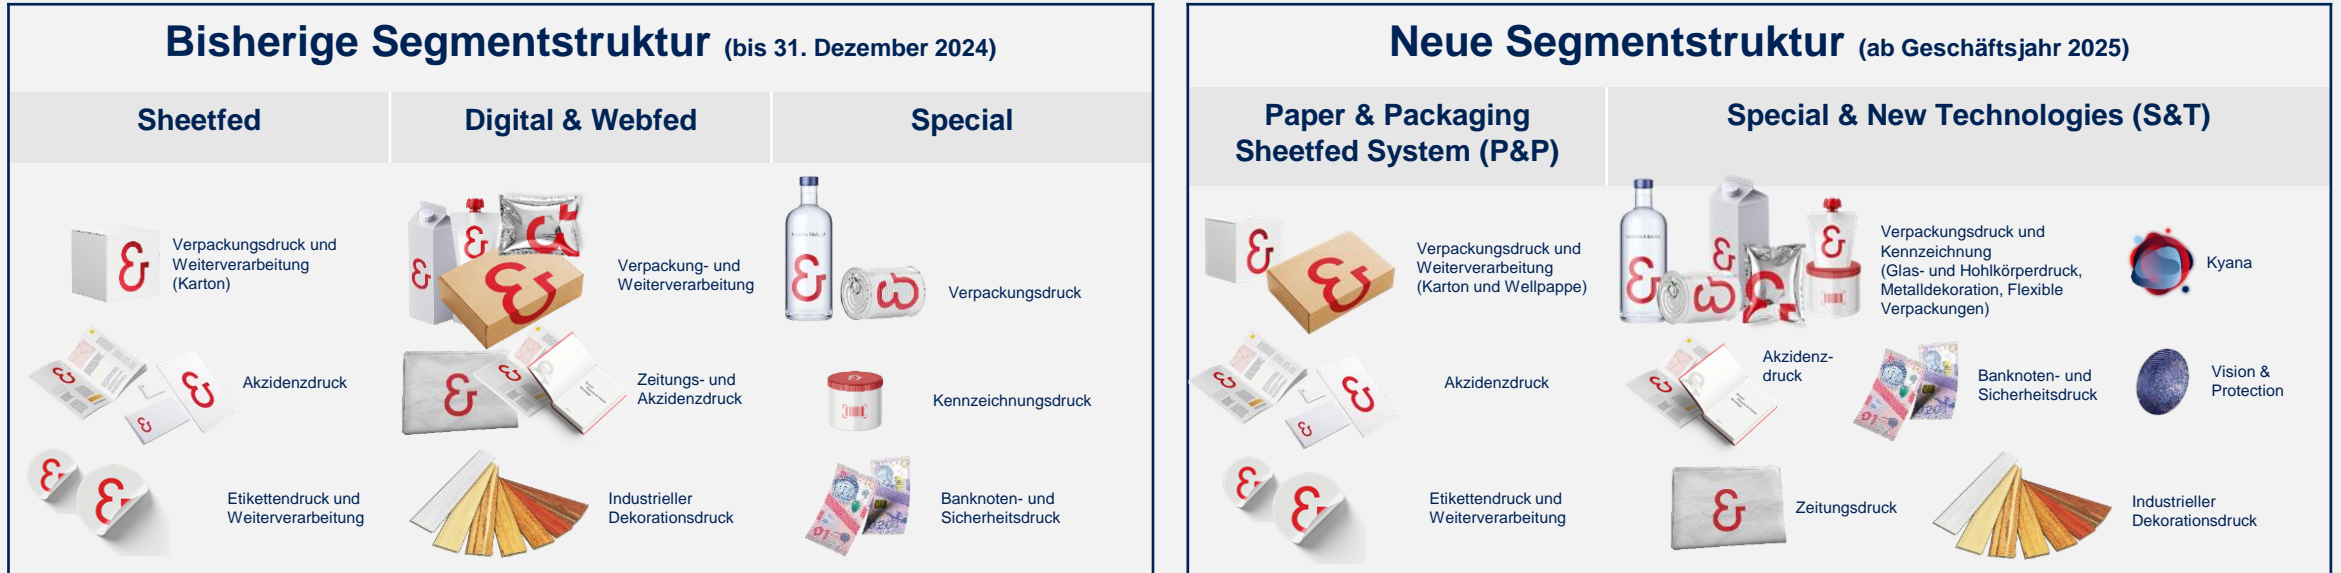 Bisherige Segmentstruktur (bis 31. Dezember 2024)
Sheetfed
Digital & Webfed
Special
Verpackungsdruck und
Weiterverarbeitung
(Karton)
Verpackung- und
Weiterverarbeitung
Verpackungsdruck
Akzidenzdruck
Zeitungs- und
Akzidenzdruck
Kennzeichnungsdruck
Etikettendruck und
Weiterverarbeitung
Industrieller
Dekorationsdruck
Banknoten- und
Sicherheitsdruck
Neue Segmentstruktur (ab Geschäftsjahr 2025)
Paper & Packaging
Sheetfed System (P&P)
Special & New Technologies (S&T)
Verpackungsdruck und
Weiterverarbeitung
(Karton und Wellpappe)
Verpackungsdruck und
Kennzeichnung
(Glas- und Hohlkörperdruck,
Metalldekoration, Flexible
Verpackungen)
Kyana
Akzidenzdruck
Akzidenz-
druck
Banknoten- und
Sicherheitsdruck
Vision &
Protection
Etikettendruck und
Weiterverarbeitung
Zeitungsdruck
Industrieller
Dekorationsdruck